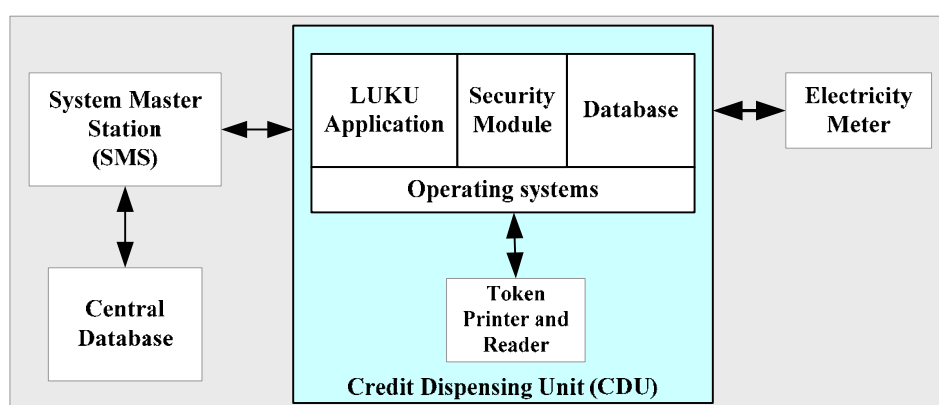 System Master
Station
(SMS)
Central
Database
LUKU
Application
Security
Module
Database
Operating systems
Token
Printer and
Reader
Credit Dispensing Unit (CDU)
Electricity
Meter